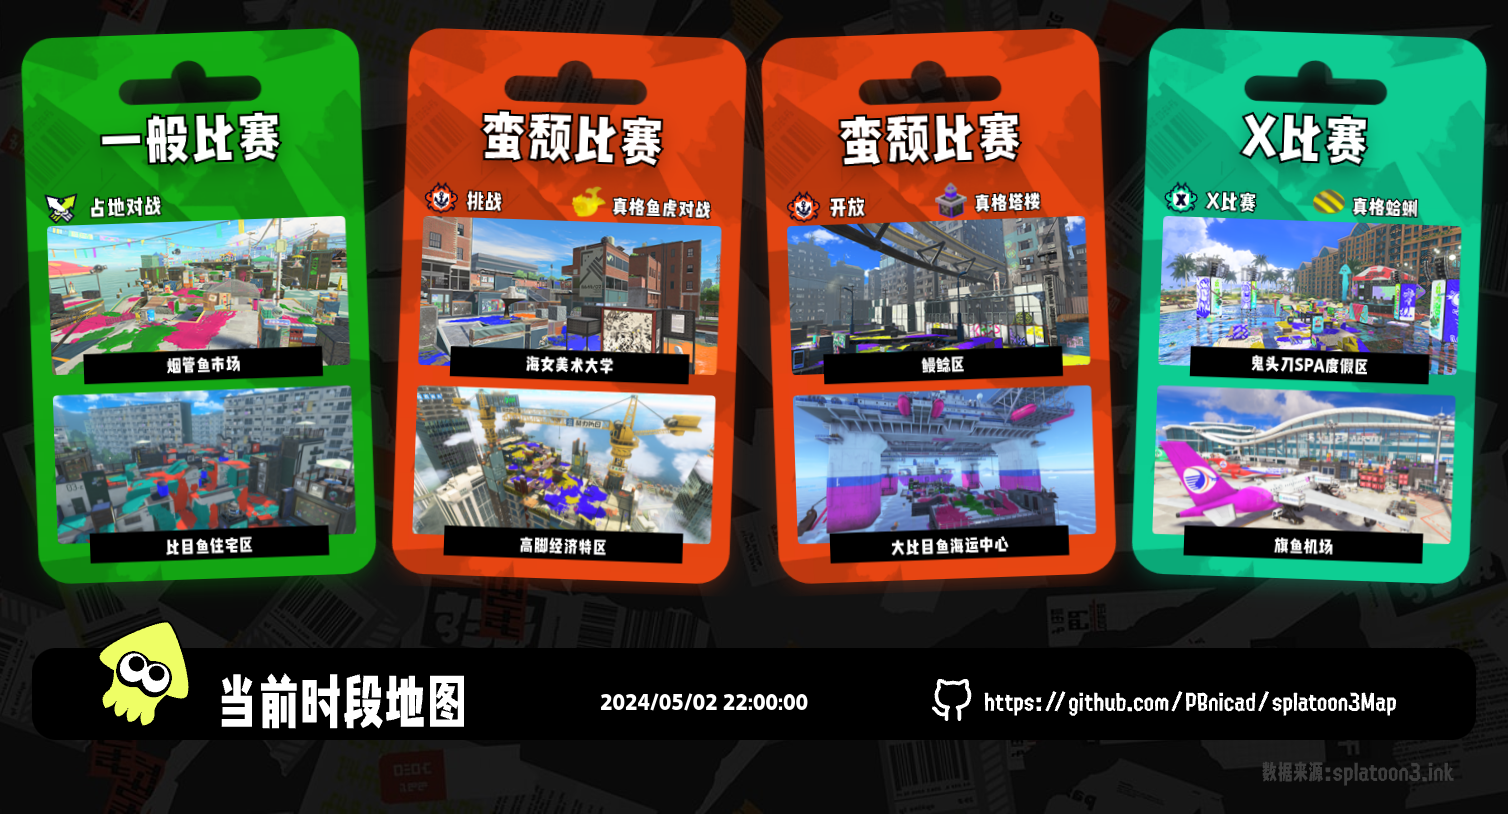 一般比赛
占地对战
烟管鱼市场
比目鱼住宅区
蛮颓比赛
挑战
真格鱼虎对战
海女美术大学
高脚经济特区
蛮颓比赛
开放
真格塔楼
鳗鲶区
大比目鱼海运中心
X比赛
X比赛
真格蛤蜊
鬼头刀SPA度假区
旗鱼机场
当前时段地图
2024/05/02 22:00:00
https://github.com/PBnicad/splatoon3Map
数据来源:splatoon3.ink